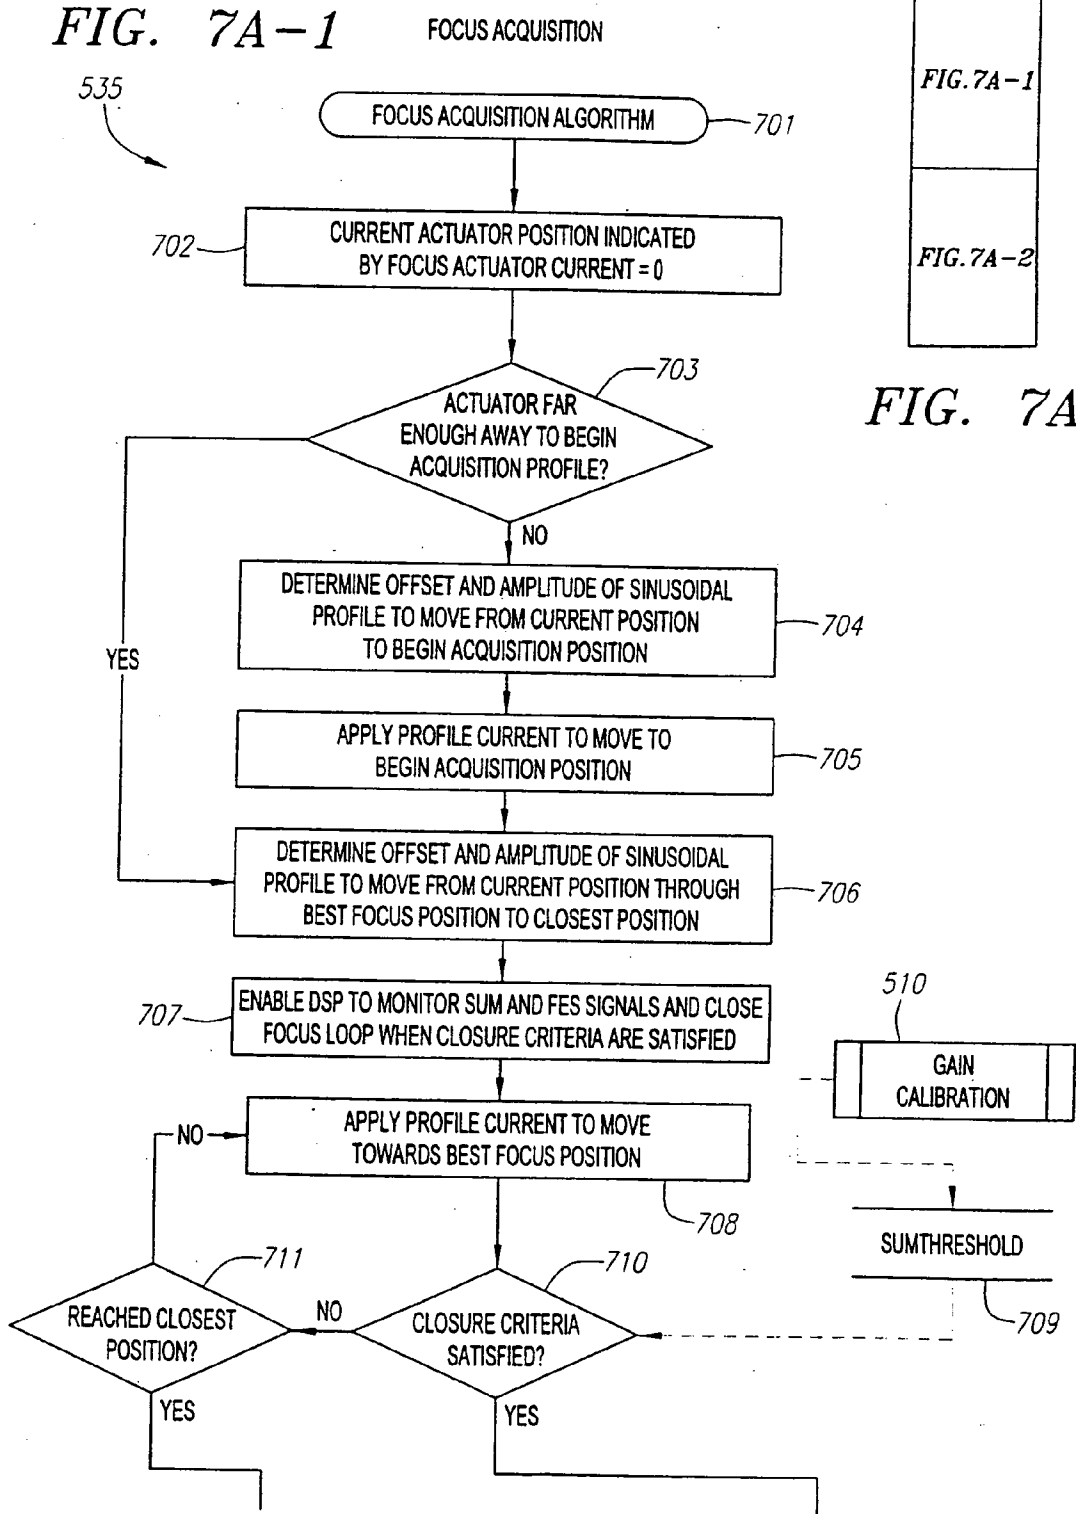 FIG. 7A-1
FOCUS ACQUISITION
535
FOCUS ACQUISITION ALGORITHM
701
FIG.7A-1
FIG.7A-2
FIG. 7A
702
CURRENT ACTUATOR POSITION INDICATED
BY FOCUS ACTUATOR CURRENT = 0
703
ACTUATOR FAR
ENOUGH AWAY TO BEGIN
ACQUISITION PROFILE?
NO
YES
DETERMINE OFFSET AND AMPLITUDE OF SINUSOIDAL
PROFILE TO MOVE FROM CURRENT POSITION
TO BEGIN ACQUISITION POSITION
704
APPLY PROFILE CURRENT TO MOVE TO
BEGIN ACQUISITION POSITION
705
DETERMINE OFFSET AND AMPLITUDE OF SINUSOIDAL
PROFILE TO MOVE FROM CURRENT POSITION THROUGH
BEST FOCUS POSITION TO CLOSEST POSITION
706
707
ENABLE DSP TO MONITOR SUM AND FES SIGNALS AND CLOSE
FOCUS LOOP WHEN CLOSURE CRITERIA ARE SATISFIED
510
GAIN
CALIBRATION
NO
APPLY PROFILE CURRENT TO MOVE
TOWARDS BEST FOCUS POSITION
708
SUMTHRESHOLD
709
711
REACHED CLOSEST
POSITION?
NO
710
CLOSURE CRITERIA
SATISFIED?
YES
YES